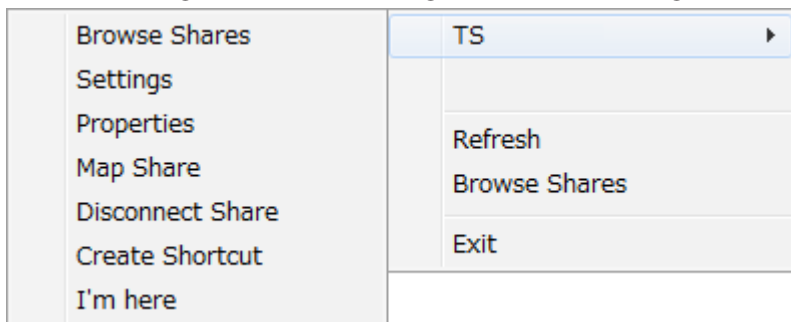 Browse Shares
Settings
Properties
Map Share
Disconnect Share
Create Shortcut
I'm here
TS
Refresh
Browse Shares
Exit